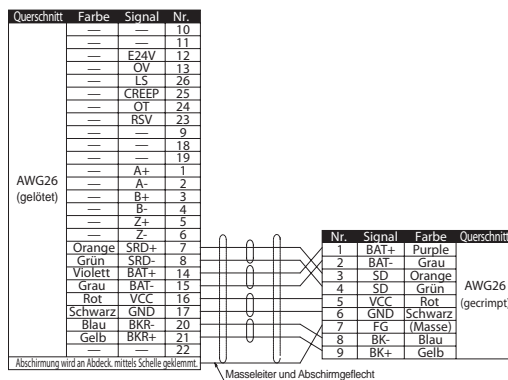 Querschnitt Farbe Signal Nr.
— — 10
— — 11
— E24V 12
— OV 13
— LS 26
— CREEP 25
— OT 24
— RSV 23
— — 9
— — 18
— — 19
— A+ 1
— A- 2
— B+ 3
— B- 4
— Z+ 5
— Z- 6
Orange SRD+ 7
Grün SRD- 8
Violett BAT+ 14
Grau BAT- 15
Rot VCC 16
Schwarz GND 17
Blau BKR- 20
Gelb BKR+ 21
— — 22
AWG26
(gelötet)
Abschirmung wird an Abdeck. mittels Schelle geklemmt.
Nr. Signal Farbe Querschnitt
1 BAT+ Purple
2 BAT- Grau
3 SD Orange
4 SD Grün
5 VCC Rot
6 GND Schwarz
7 FG (Masse)
8 BK- Blau
9 BK+ Gelb
AWG26
(gecrimpt)
Masseleiter und Abschirmgeflecht